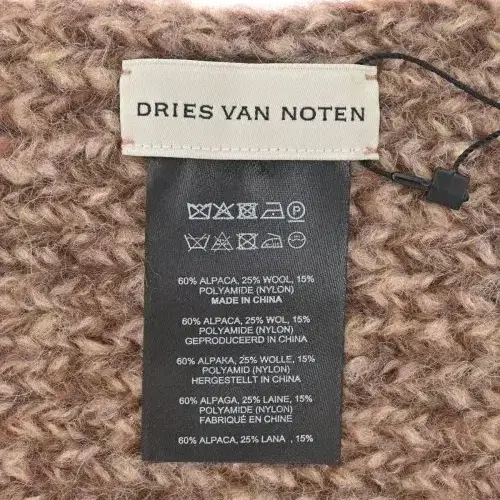 DRIES VAN NOTEN
60% ALPACA, 25% WOOL, 15%
POLYAMIDE (NYLON)
MADE IN CHINA
60% ALPACA, 25% WOL, 15%
POLYAMIDE (NYLON)
GEPRODUCEERD IN CHINA
60% ALPAKA, 25% WOLLE, 15%
POLYAMID (NYLON)
HERGESTELLT IN CHINA
60% ALPAGA, 25% LAINE, 15%
POLYAMIDE (NYLON)
FABRIQUÉ EN CHINE
60% ALPACA, 25% LANA , 15%